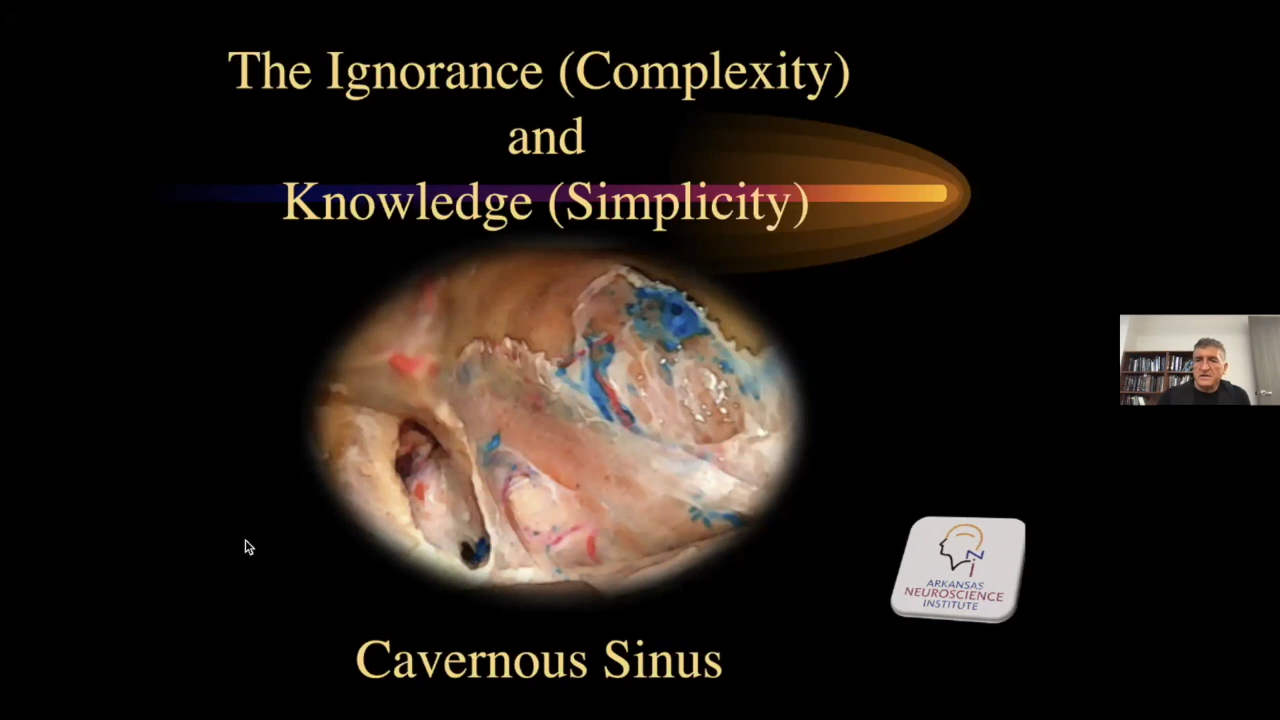 The Ignorance (Complexity)
and
Knowledge (Simplicity)
ARKANSAS
NEUROSCIENCE
INSTITUTE
Cavernous Sinus